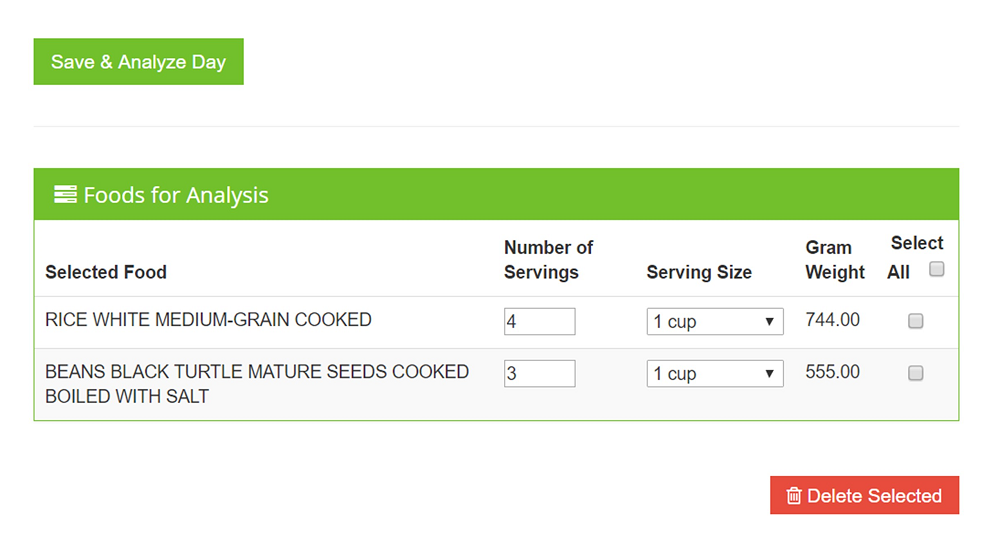 Save & Analyze Day
Foods for Analysis
Selected Food
Number of
Servings
Serving Size
Gram
Weight
Select
All
RICE WHITE MEDIUM-GRAIN COOKED
4
1 cup
744.00
BEANS BLACK TURTLE MATURE SEEDS COOKED
BOILED WITH SALT
3
1 cup
555.00
Delete Selected